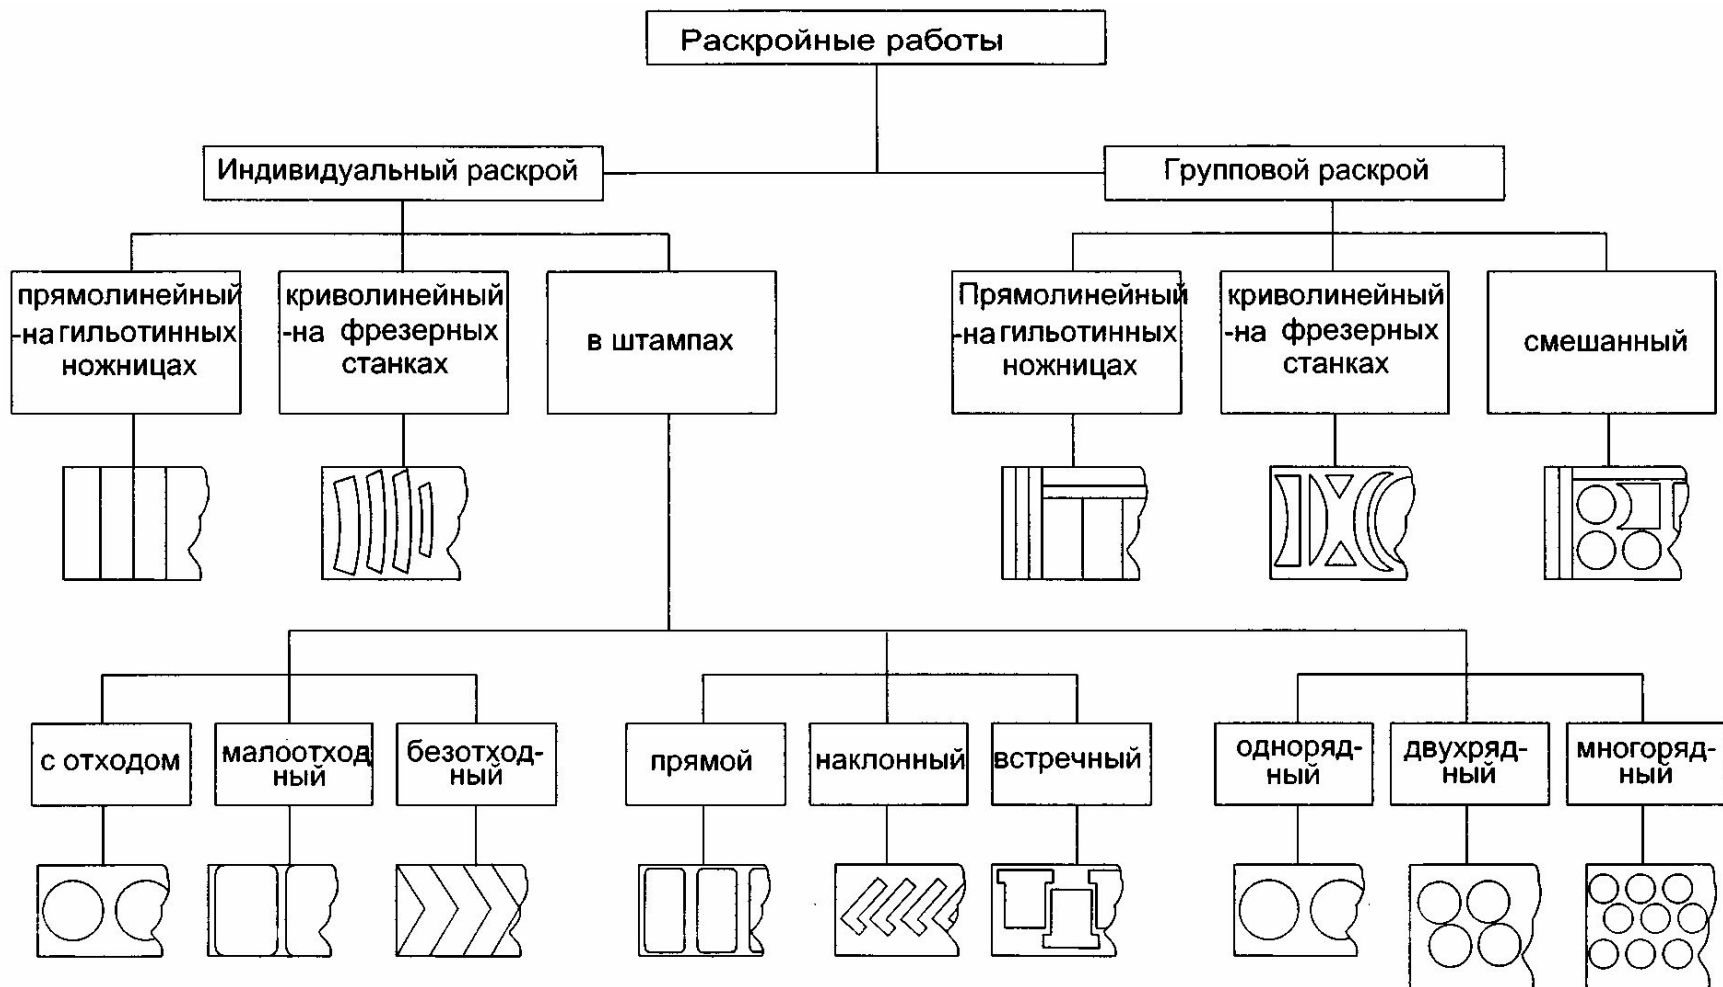 Раскройные работы
Индивидуальный раскрой
Групповой раскрой
прямолинейный
-на гильотинных
ножницах
криволинейный
-на фрезерных
станках
в штампах
Прямолинейный
-на гильотинных
ножницах
криволинейный
-на фрезерных
станках
смешанный
с отходом
малоотход
ный
безотход-
ный
прямой
наклонный
встречный
однoряд-
ный
двухряд-
ный
многоряд-
ный